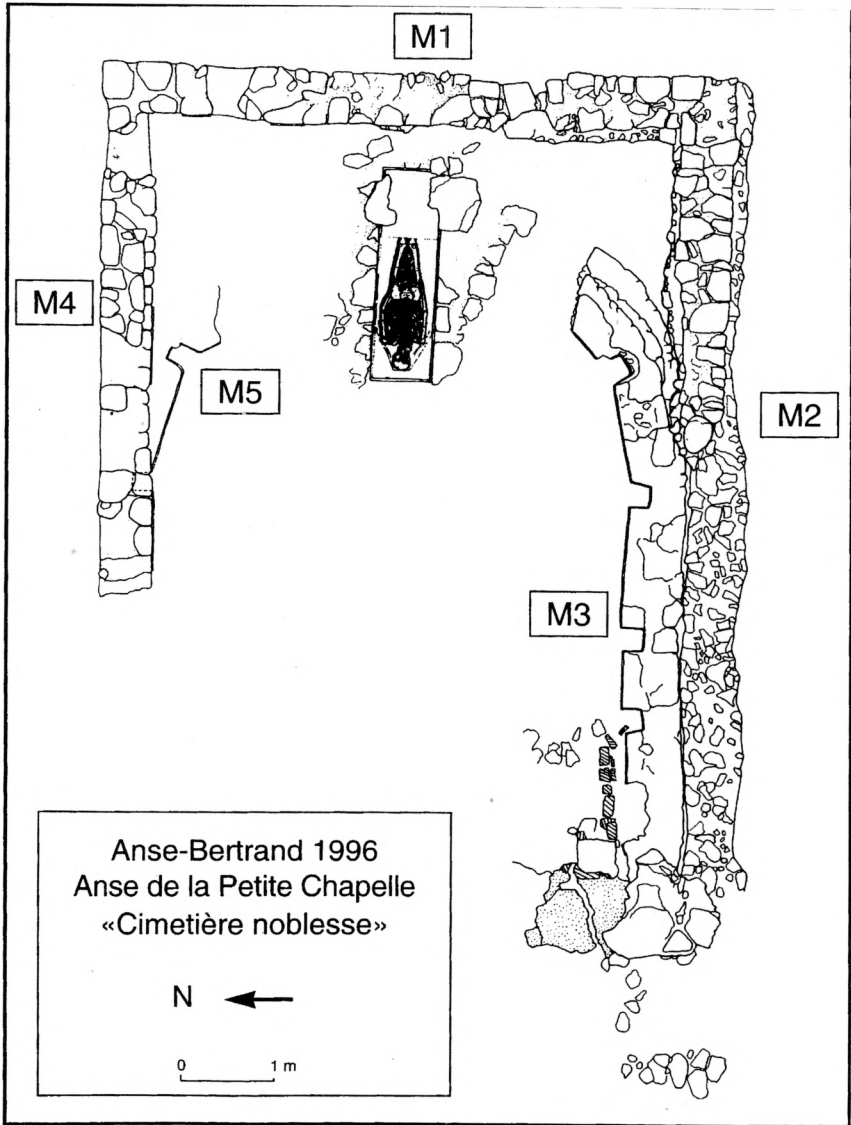 M1
M4
M5
M2
M3
Anse-Bertrand 1996
Anse de la Petite Chapelle
«Cimetière noblesse»
N
0 1 m